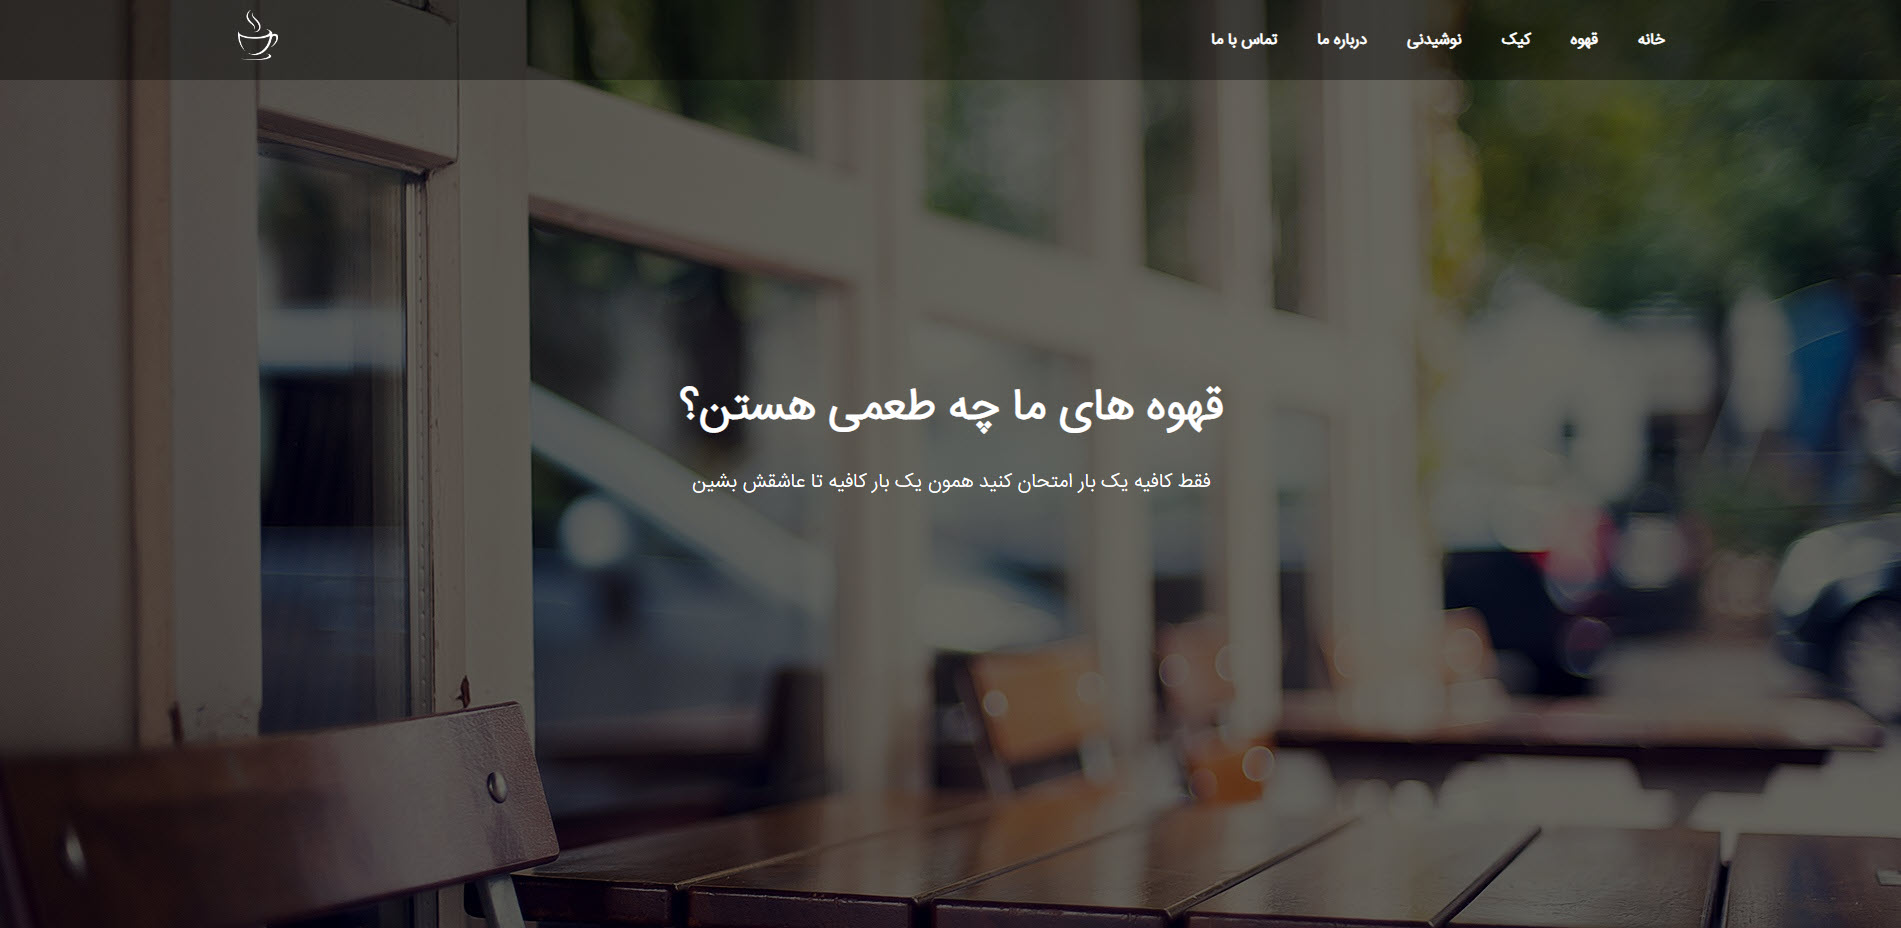 خانه قهوه کیک نوشیدنی درباره ما تماس با ما
قهوه های ما چه طعمی هستن؟
فقط کافیه یک بار امتحان کنید همون یک بار کافیه تا عاشقش بشین